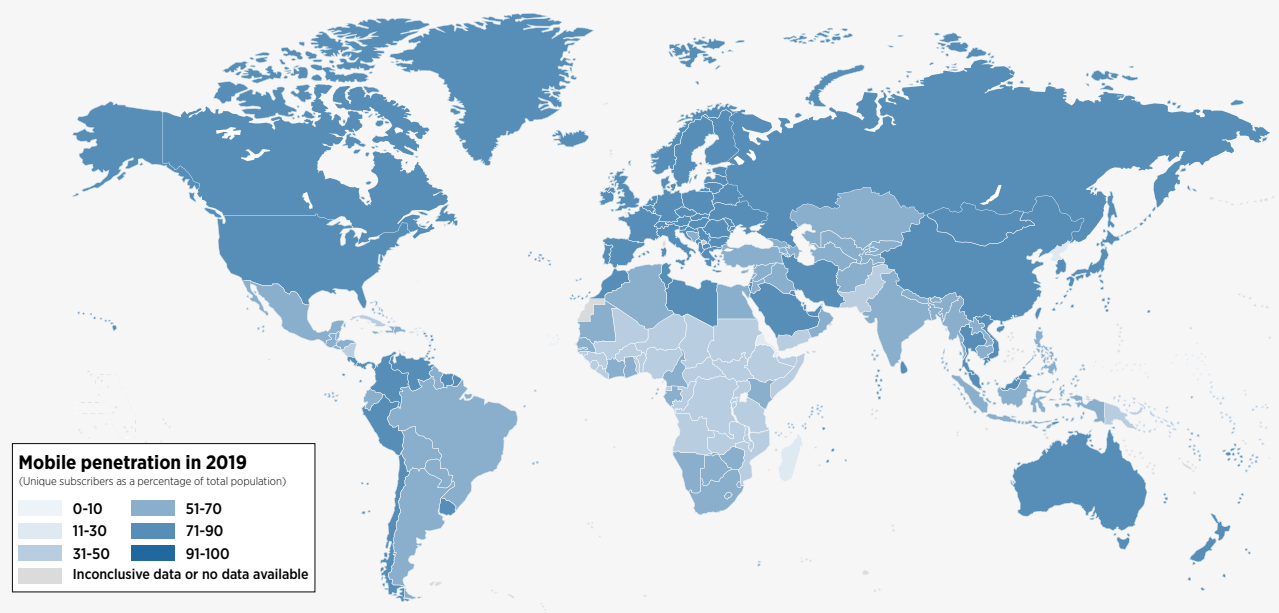 Mobile penetration in 2019
(Unique subscribers as a percentage of total population)
0-10
51-70
11-30
71-90
31-50
91-100
Inconclusive data or no data available